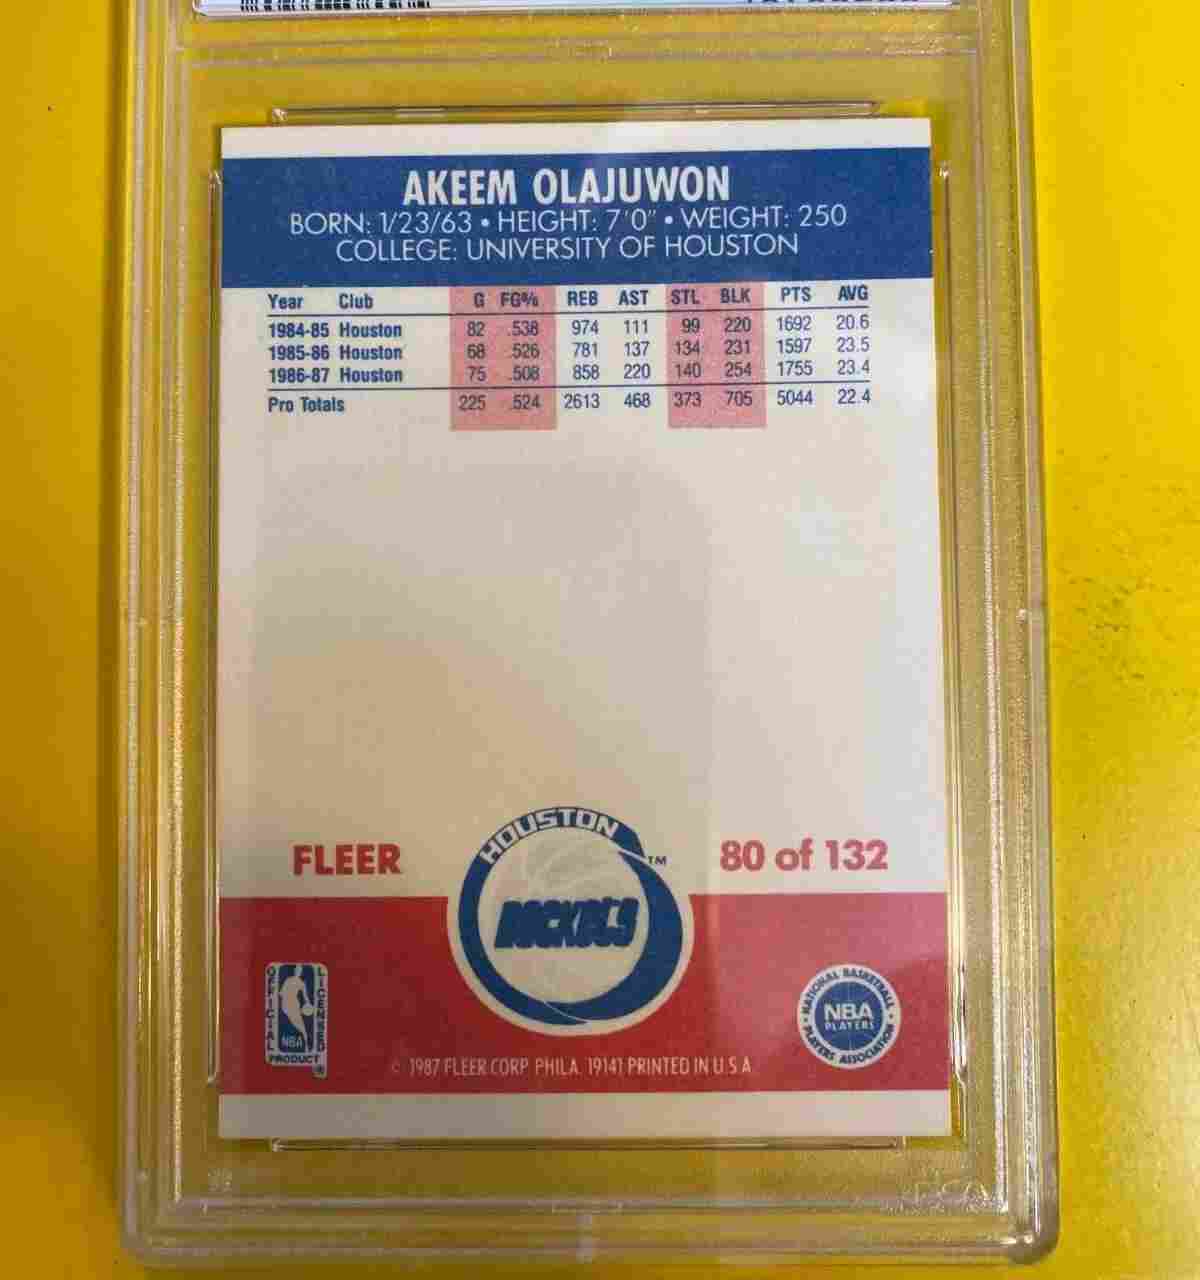 AKEEM OLAJUWON
BORN: 1/23/63 • HEIGHT: 7'0" • WEIGHT: 250
COLLEGE: UNIVERSITY OF HOUSTON
Year Club G FG% REB AST STL BLK PTS AVG
1984-85 Houston 82 .538 974 111 99 220 1692 20.6
1985-86 Houston 68 .526 781 137 134 231 1597 23.5
1986-87 Houston 75 .508 858 220 140 254 1755 23.4
Pro Totals 225 .524 2613 468 373 705 5044 22.4
HOUSTON
ROCKETS
™
FLEER
80 of 132
OFFICIAL
LICENSED
NBA
PRODUCT
®
NATIONAL BASKETBALL
NBA
PLAYERS
PLAYERS ASSOCIATION
© 1987 FLEER CORP. PHILA. 19141 PRINTED IN U.S.A.